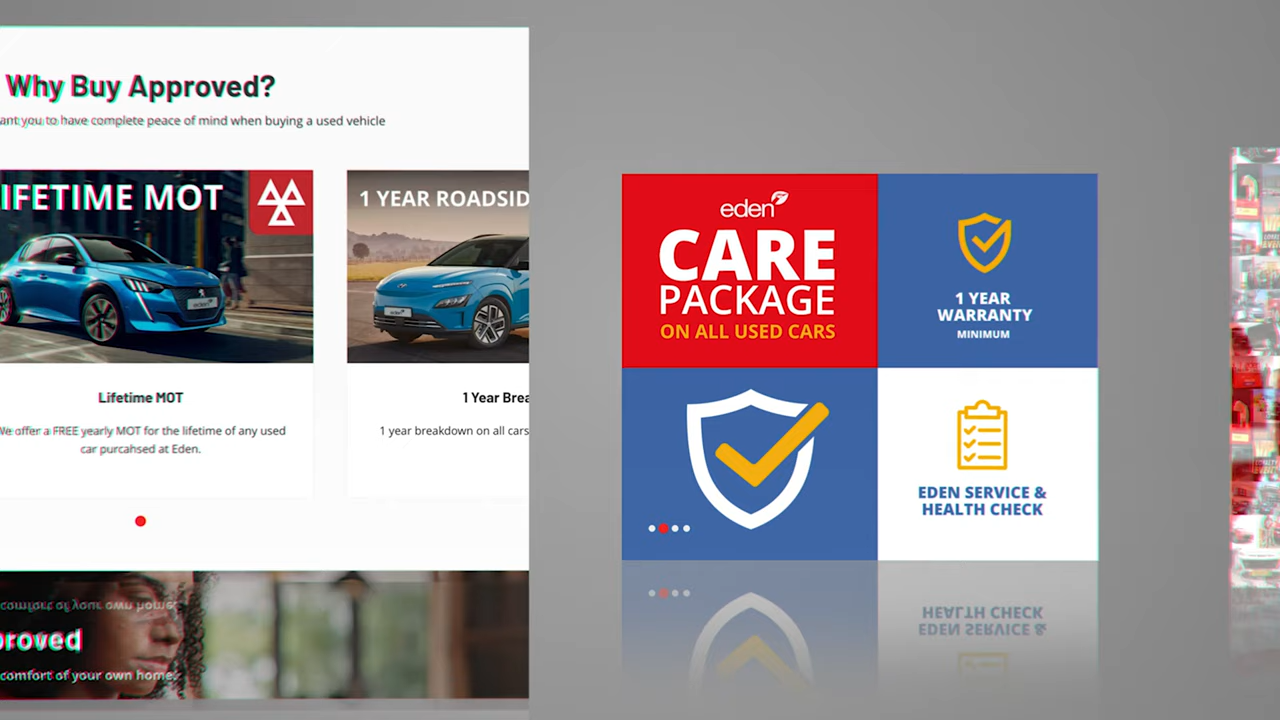 Why Buy Approved?
ant you to have complete peace of mind when buying a used vehicle
IFETIME MOT
1 YEAR ROADSID
eden
Lifetime MOT
We offer a FREE yearly MOT for the lifetime of any used
car purcahsed at Eden.
1 Year Brea
1 year breakdown on all cars
proved
comfort of your own home.
eden
CARE
PACKAGE
ON ALL USED CARS
1 YEAR
WARRANTY
MINIMUM
EDEN SERVICE &
HEALTH CHECK